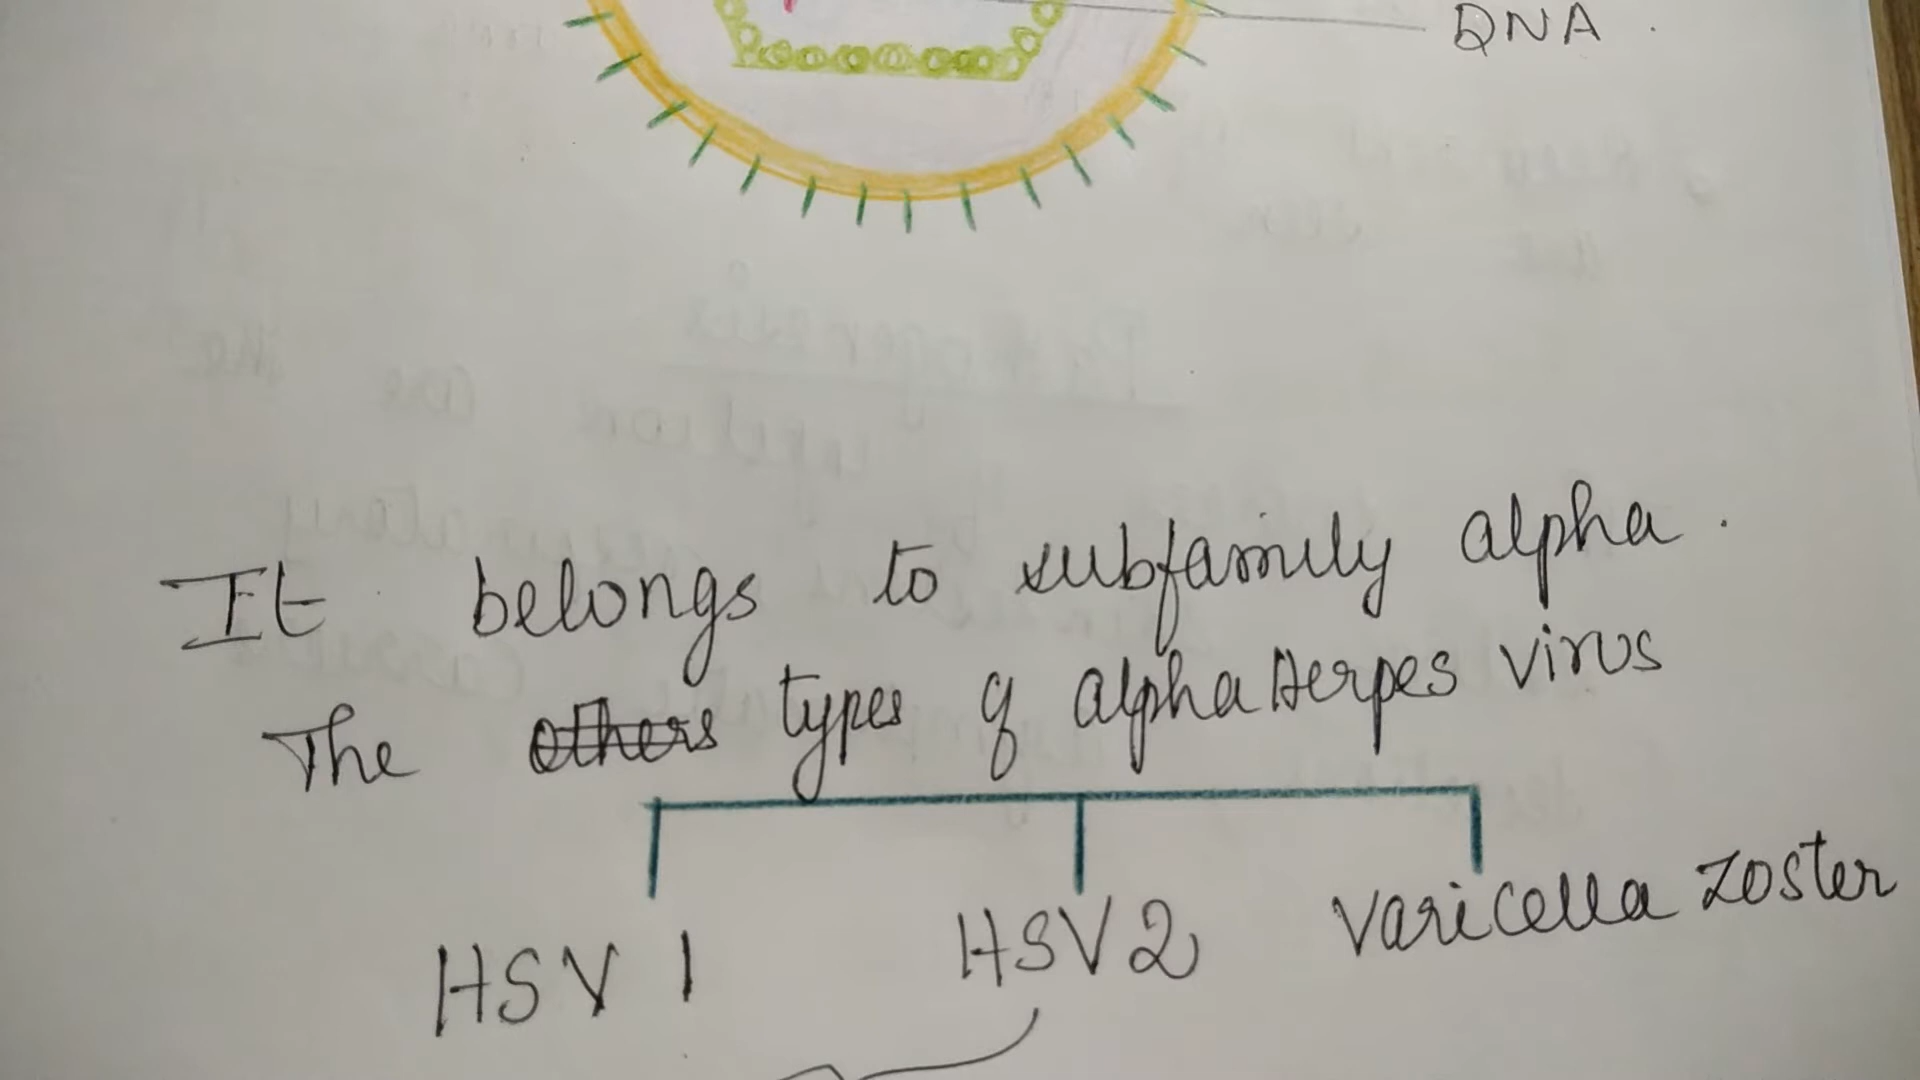 DNA.
It belongs to subfamily alpha.
The others types of alpha Herpes virus
HSV 1 HSV 2 Varicella zoster